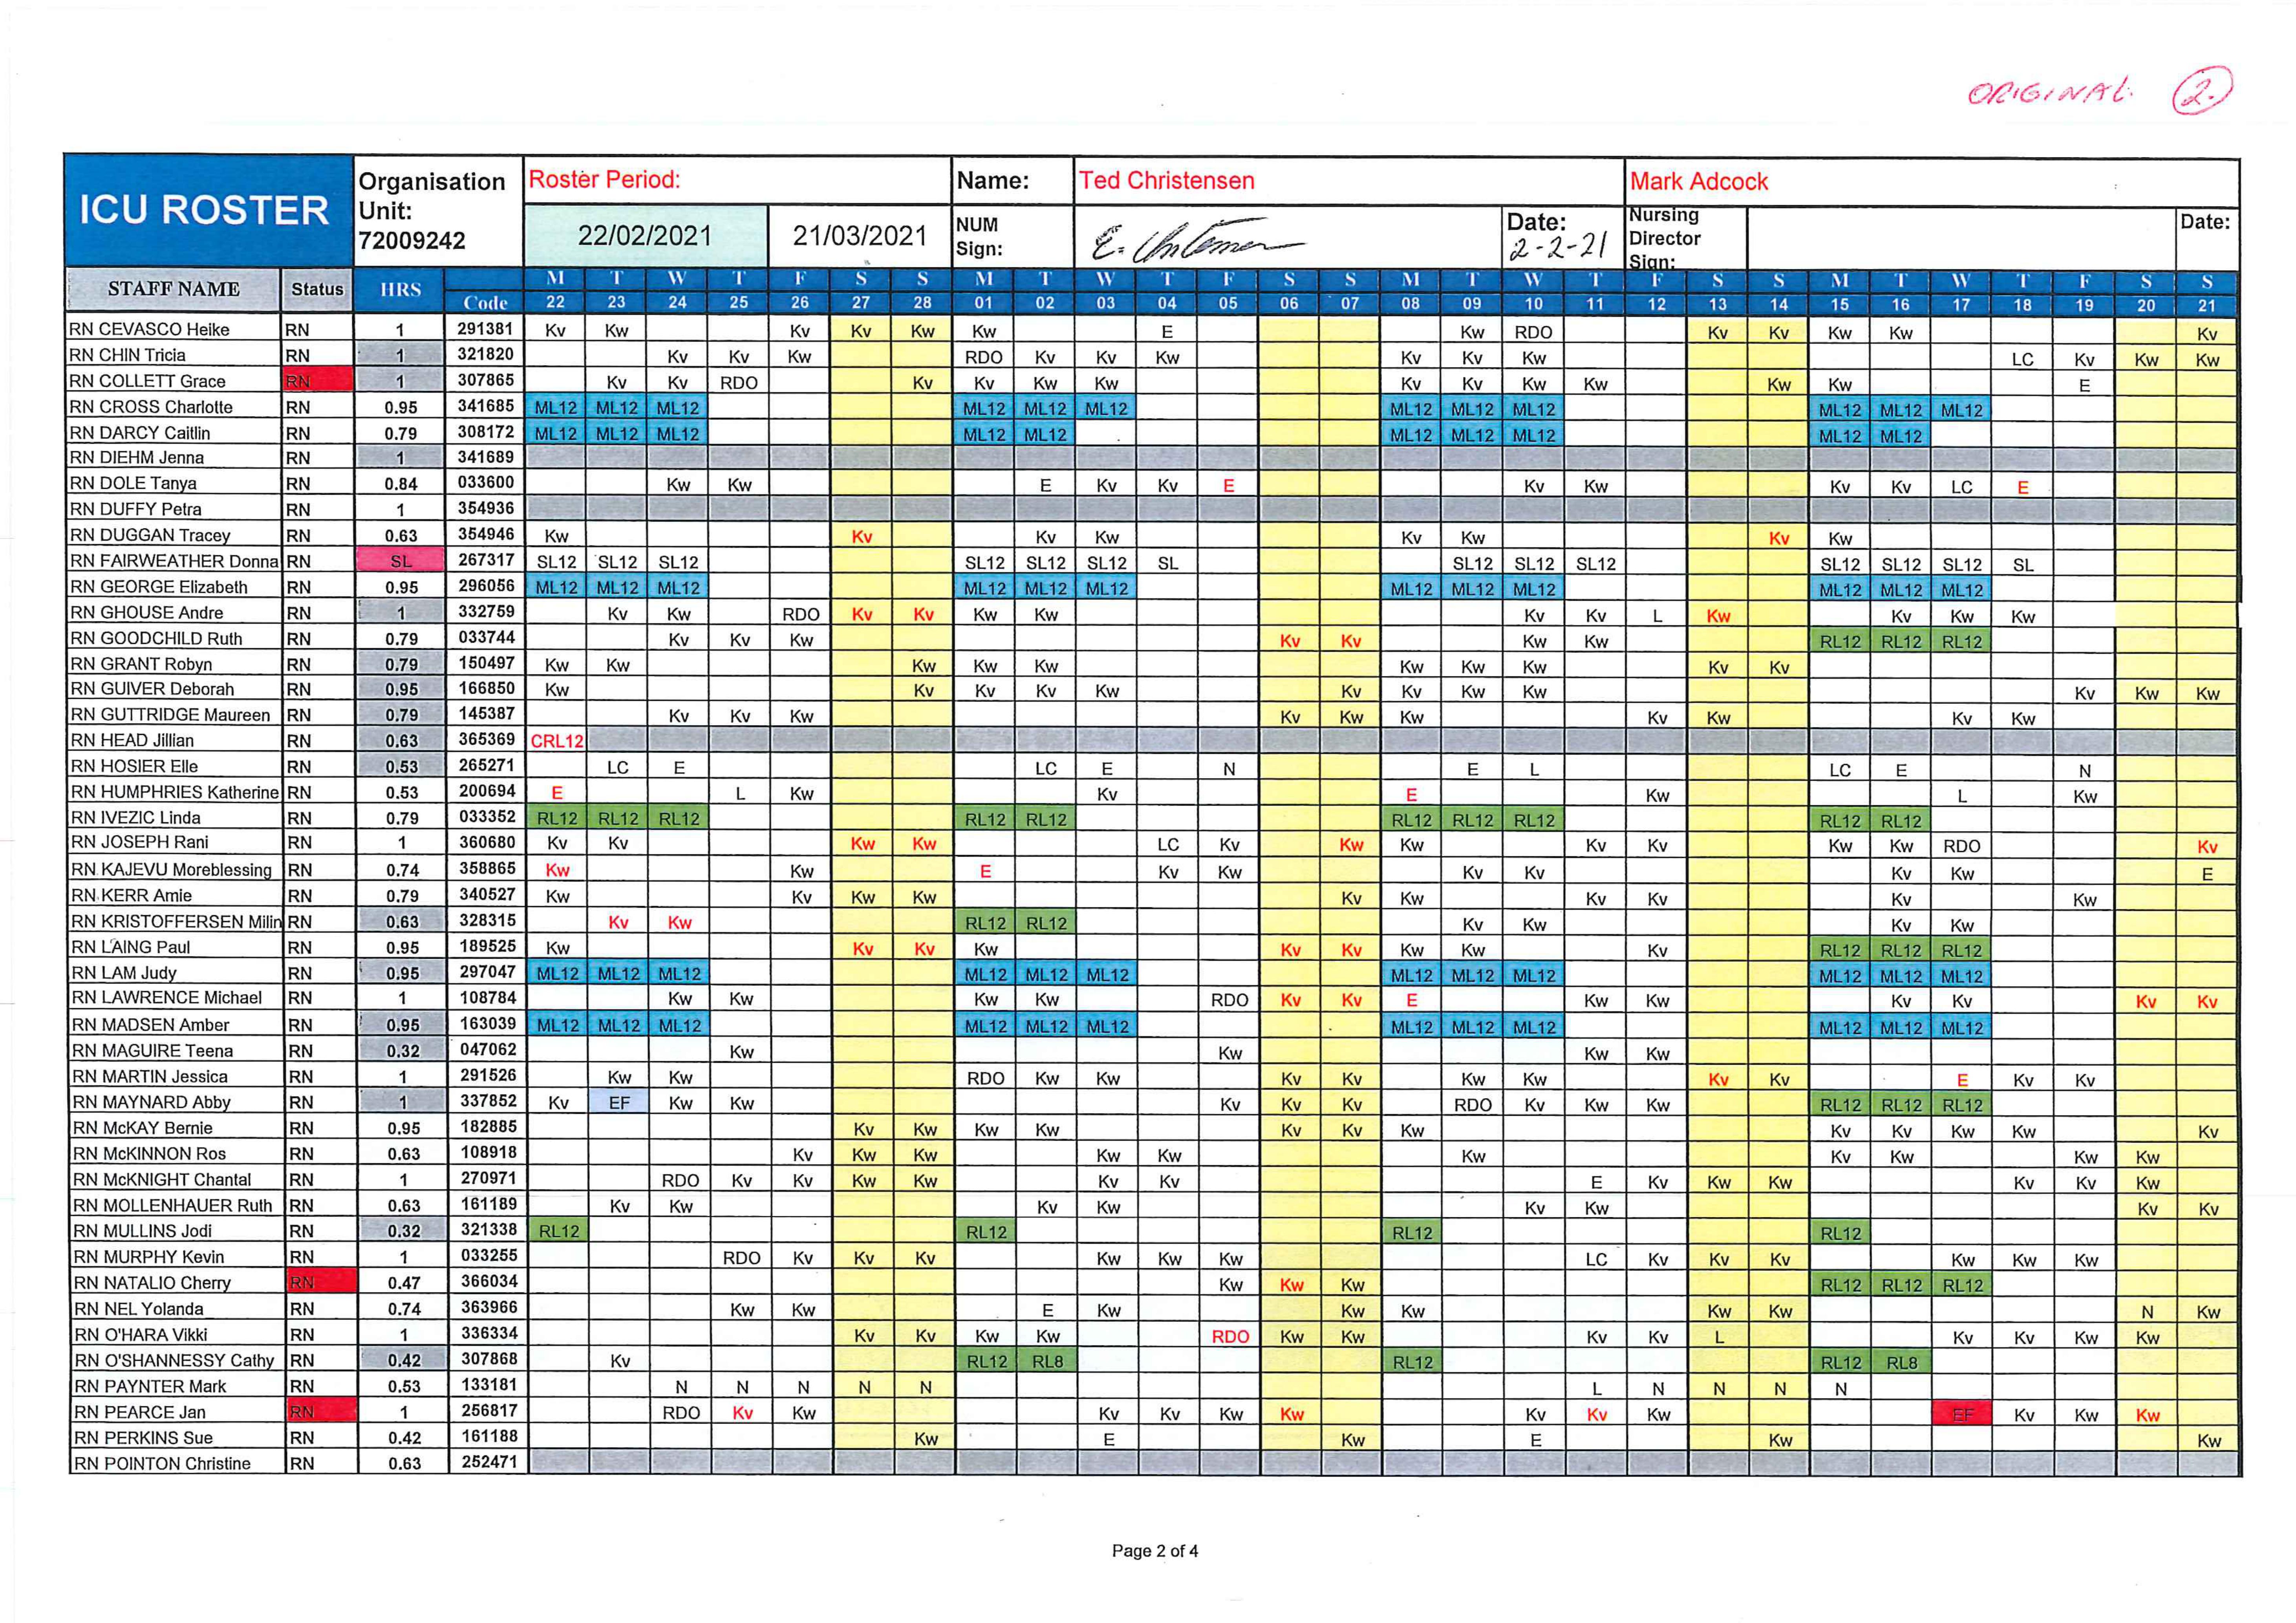 ORIGINAL. 2.
ICU ROSTER
Organisation Unit: 72009242
Roster Period: 22/02/2021 21/03/2021
Name: Ted Christensen Mark Adcock
NUM Sign: Date: 2-2-21 Nursing Director Sign: Date:
STAFF NAME Status HRS Code M T W T F S S M T W T F S S M T W T F S S M T W T F S S
22 23 24 25 26 27 28 01 02 03 04 05 06 07 08 09 10 11 12 13 14 15 16 17 18 19 20 21
RN CEVASCO Heike RN 1 291381 Kv Kw Kv Kv Kw Kw E Kw RDO Kv Kv Kw Kw Kv
RN CHIN Tricia RN 1 321820 Kv Kv Kw RDO Kv Kv Kw Kv Kv Kw LC Kv Kw Kw
RN COLLETT Grace RN 1 307865 Kv Kv RDO Kv Kv Kw Kw Kv Kv Kw Kw Kw Kw E
RN CROSS Charlotte RN 0.95 341685 ML12 ML12 ML12 ML12 ML12 ML12 ML12 ML12 ML12 ML12 ML12 ML12
RN DARCY Caitlin RN 0.79 308172 ML12 ML12 ML12 ML12 ML12 ML12 ML12 ML12 ML12 ML12
RN DIEHM Jenna RN 1 341689
RN DOLE Tanya RN 0.84 033600 Kw Kw E Kv Kv E Kv Kw Kv Kv LC E
RN DUFFY Petra RN 1 354936
RN DUGGAN Tracey RN 0.63 354946 Kw Kv Kv Kw Kv Kw Kv Kw
RN FAIRWEATHER Donna RN SL 267317 SL12 SL12 SL12 SL12 SL12 SL12 SL SL12 SL12 SL12 SL12 SL12 SL12 SL
RN GEORGE Elizabeth RN 0.95 296056 ML12 ML12 ML12 ML12 ML12 ML12 ML12 ML12 ML12 ML12 ML12 ML12
RN GHOUSE Andre RN 1 332759 Kv Kw RDO Kv Kv Kw Kw Kv Kv L Kw Kv Kw Kw
RN GOODCHILD Ruth RN 0.79 033744 Kv Kv Kw Kv Kv Kw Kw RL12 RL12 RL12
RN GRANT Robyn RN 0.79 150497 Kw Kw Kw Kw Kw Kw Kw Kw Kv Kv
RN GUIVER Deborah RN 0.95 166850 Kw Kv Kv Kv Kw Kv Kv Kw Kw Kv Kw Kw
RN GUTTRIDGE Maureen RN 0.79 145387 Kv Kv Kw Kv Kw Kw Kv Kw Kv Kw
RN HEAD Jillian RN 0.63 365369 CRL12
RN HOSIER Elle RN 0.53 265271 LC E LC E N E L LC E N
RN HUMPHRIES Katherine RN 0.53 200694 E L Kw Kv E Kw L Kw
RN IVEZIC Linda RN 0.79 033352 RL12 RL12 RL12 RL12 RL12 RL12 RL12 RL12 RL12 RL12
RN JOSEPH Rani RN 1 360680 Kv Kv Kw Kw LC Kv Kw Kw Kv Kv Kw Kw RDO Kv
RN KAJEVU Moreblessing RN 0.74 358865 Kw Kw E Kv Kw Kv Kv Kv Kw E
RN KERR Amie RN 0.79 340527 Kw Kv Kw Kw Kv Kw Kv Kv Kv Kw
RN KRISTOFFERSEN Milin RN 0.63 328315 Kv Kw RL12 RL12 Kv Kw Kv Kw
RN LAING Paul RN 0.95 189525 Kw Kv Kv Kw Kv Kv Kw Kw Kv RL12 RL12 RL12
RN LAM Judy RN 0.95 297047 ML12 ML12 ML12 ML12 ML12 ML12 ML12 ML12 ML12 ML12 ML12 ML12
RN LAWRENCE Michael RN 1 108784 Kw Kw Kw Kw RDO Kv Kv E Kw Kw Kv Kv Kv Kv
RN MADSEN Amber RN 0.95 163039 ML12 ML12 ML12 ML12 ML12 ML12 ML12 ML12 ML12 ML12 ML12 ML12
RN MAGUIRE Teena RN 0.32 047062 Kw Kw Kw Kw
RN MARTIN Jessica RN 1 291526 Kw Kw RDO Kw Kw Kv Kv Kw Kw Kv Kv E Kv Kv
RN MAYNARD Abby RN 1 337852 Kv EF Kw Kw Kv Kv Kv RDO Kv Kw Kw RL12 RL12 RL12
RN McKAY Bernie RN 0.95 182885 Kv Kw Kw Kw Kv Kv Kw Kv Kv Kw Kw Kv
RN McKINNON Ros RN 0.63 108918 Kv Kw Kw Kw Kw Kw Kv Kw Kw Kw
RN McKNIGHT Chantal RN 1 270971 RDO Kv Kv Kw Kw Kv Kv E Kv Kw Kw Kv Kv Kw
RN MOLLENHAUER Ruth RN 0.63 161189 Kv Kw Kv Kw Kv Kw Kv Kv
RN MULLINS Jodi RN 0.32 321338 RL12 RL12 RL12 RL12
RN MURPHY Kevin RN 1 033255 RDO Kv Kv Kv Kw Kw Kw LC Kv Kv Kv Kw Kw Kw
RN NATALIO Cherry RN 0.47 366034 Kw Kw Kw RL12 RL12 RL12
RN NEL Yolanda RN 0.74 363966 Kw Kw E Kw Kw Kw Kw Kw N Kw
RN O'HARA Vikki RN 1 336334 Kv Kv Kw Kw RDO Kw Kw Kv Kv L Kv Kv Kw Kw
RN O'SHANNESSY Cathy RN 0.42 307868 Kv RL12 RL8 RL12 RL12 RL8
RN PAYNTER Mark RN 0.53 133181 N N N N N L N N N N
RN PEARCE Jan RN 1 256817 RDO Kv Kw Kv Kv Kw Kw Kv Kv Kw EF Kv Kw Kw
RN PERKINS Sue RN 0.42 161188 Kw E Kw E Kw Kw
RN POINTON Christine RN 0.63 252471
Page 2 of 4